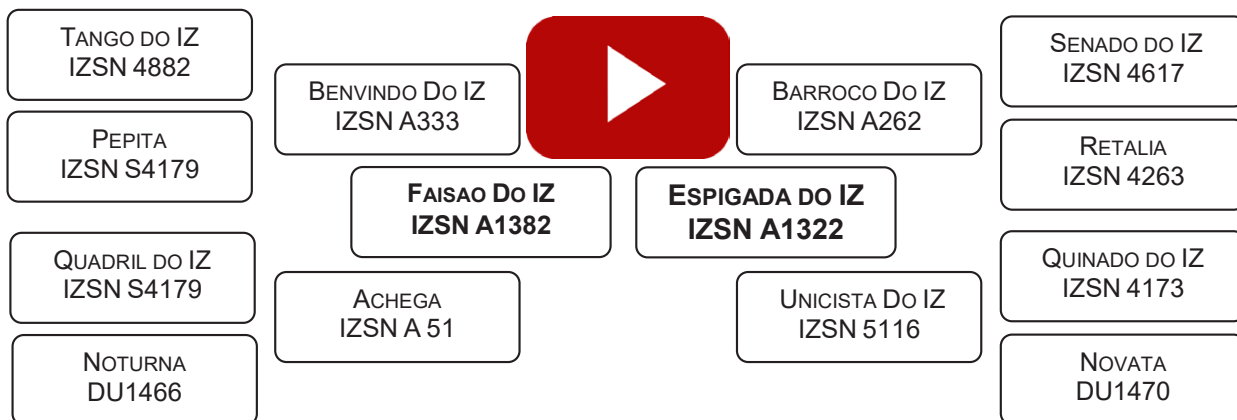 TANGO DO IZ
IZSN 4882
PEPITA
IZSN S4179
QUADRIL DO IZ
IZSN S4179
NOTURNA
DU1466
BENVINDO DO IZ
IZSN A333
ACHEGA
IZSN A 51
FAISAO DO IZ
IZSN A1382
ESPIGADA DO IZ
IZSN A1322
BARROCO DO IZ
IZSN A262
UNICISTA DO IZ
IZSN 5116
SENADO DO IZ
IZSN 4617
RETALIA
IZSN 4263
QUINADO DO IZ
IZSN 4173
NOVATA
DU1470